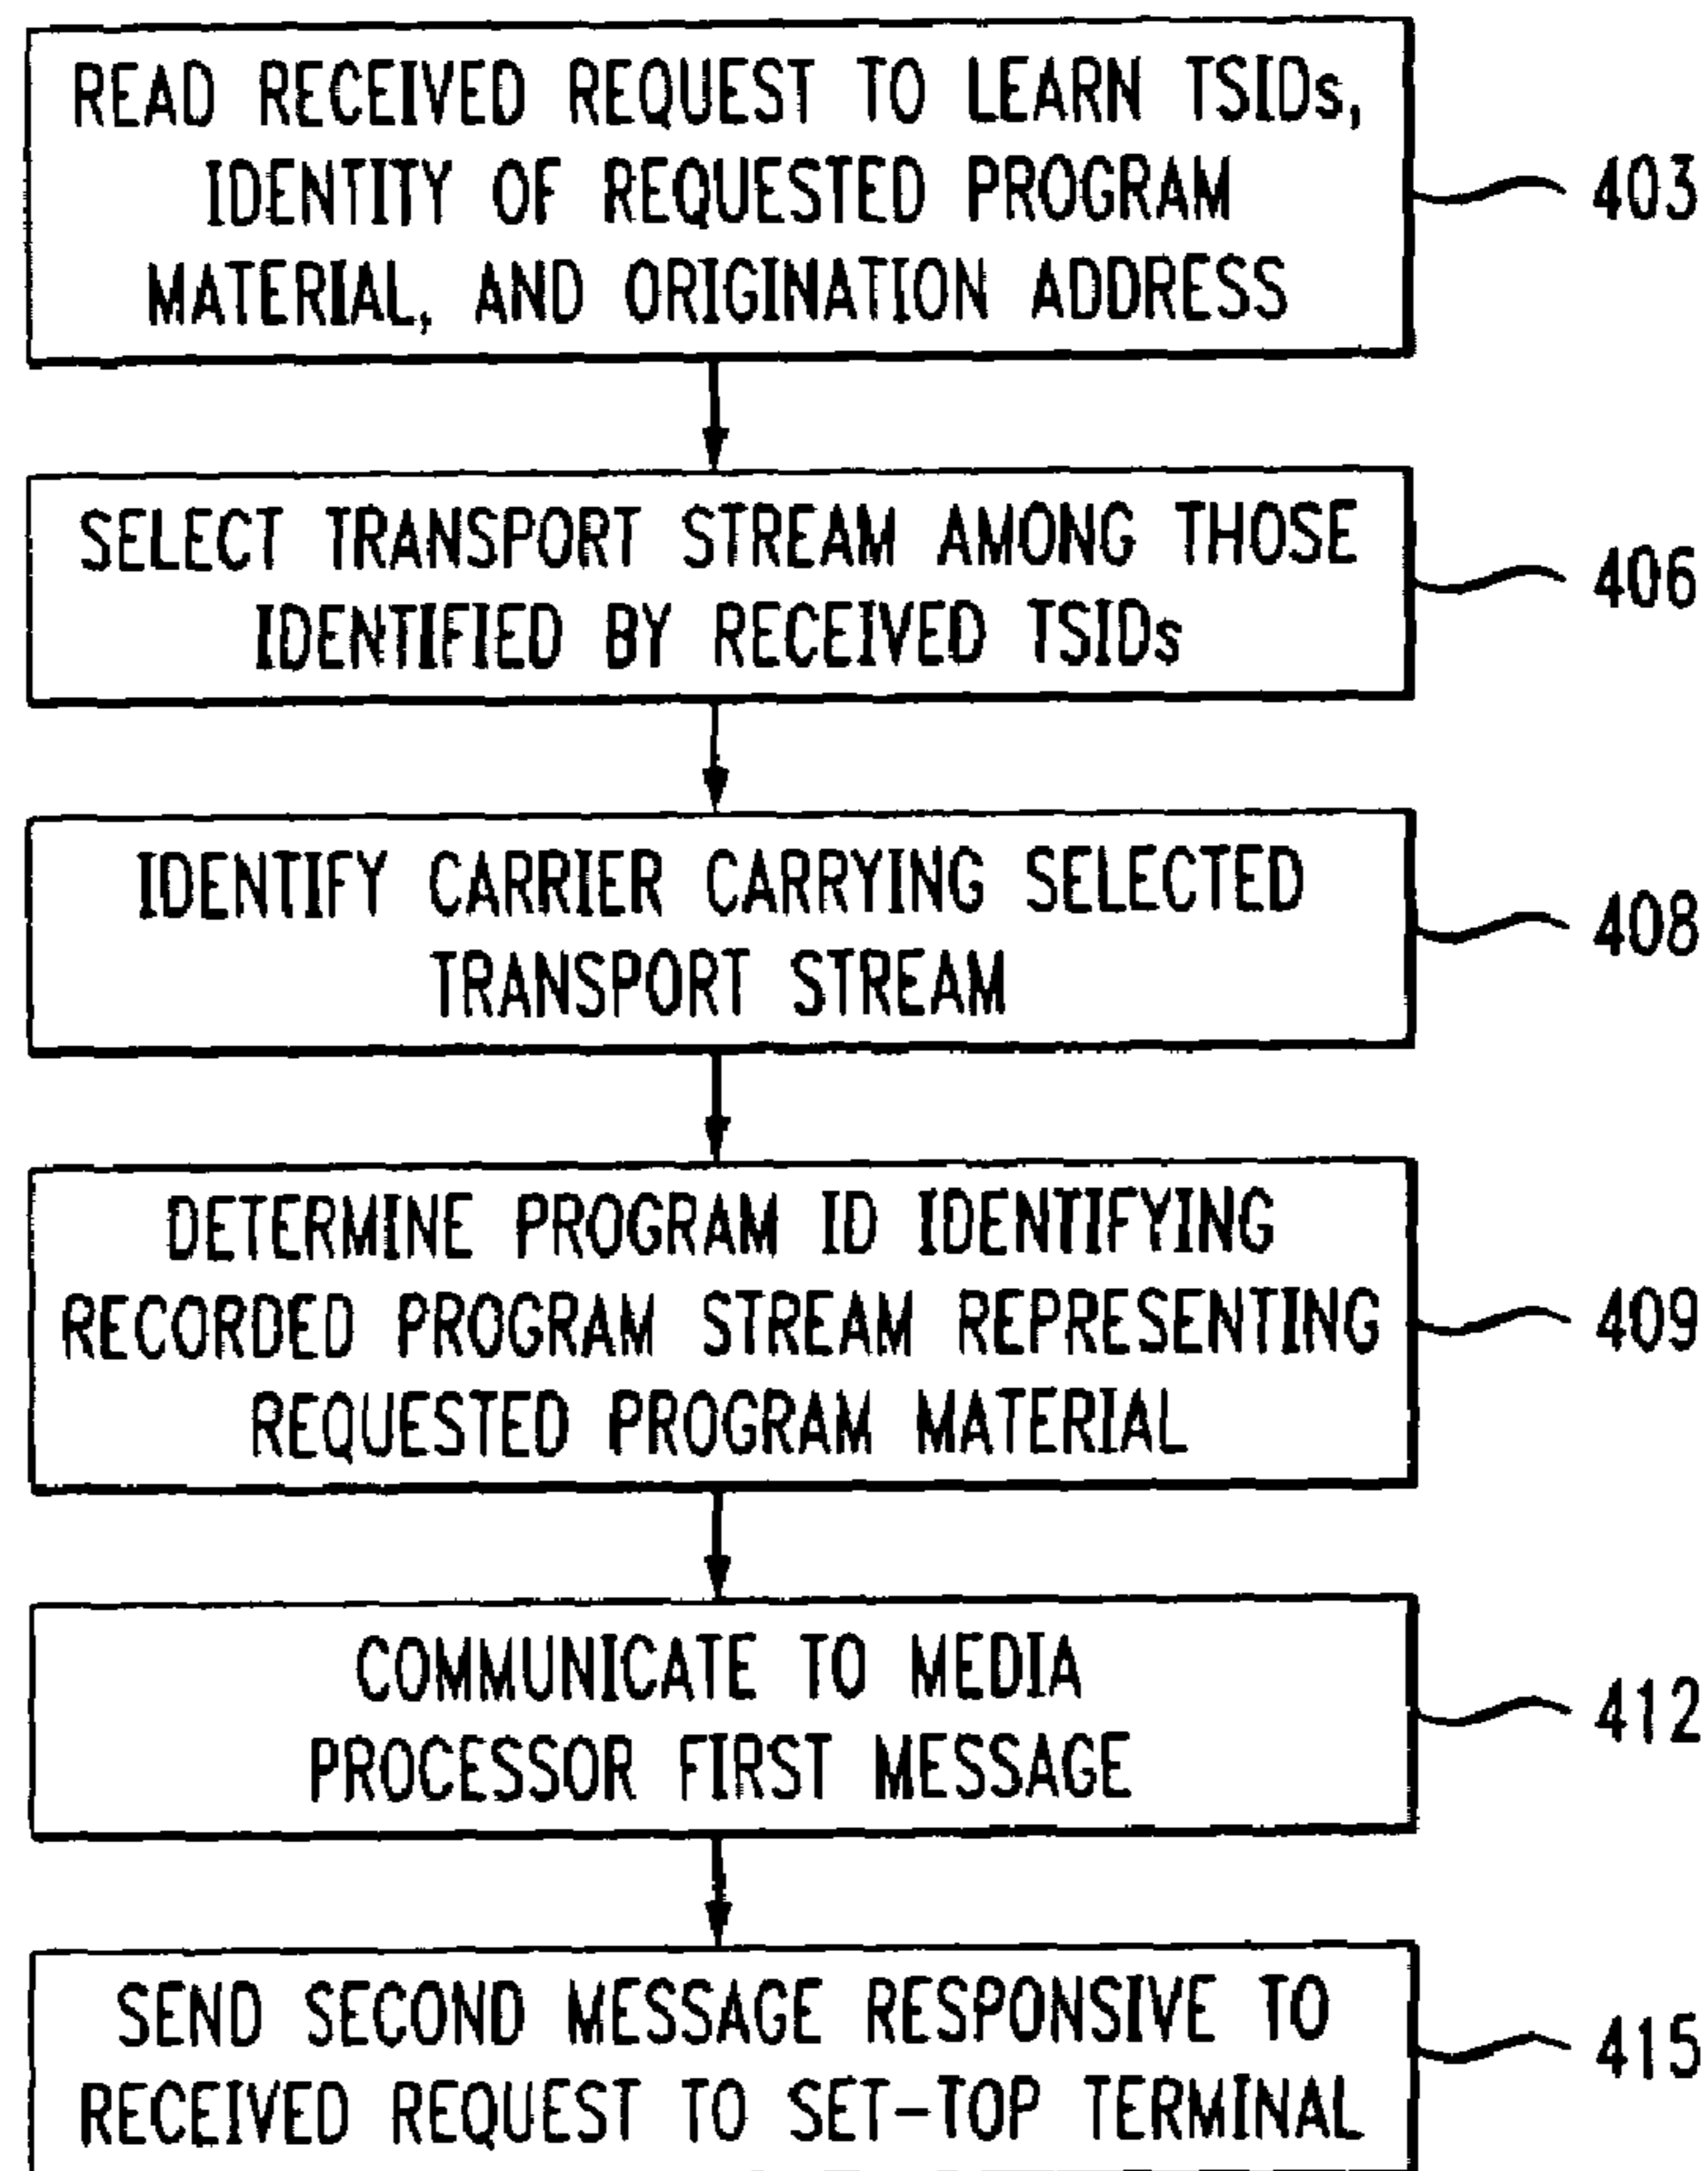 READ RECEIVED REQUEST TO LEARN TSIDs,
IDENTITY OF REQUESTED PROGRAM
MATERIAL, AND ORIGINATION ADDRESS
403
SELECT TRANSPORT STREAM AMONG THOSE
IDENTIFIED BY RECEIVED TSIDs
406
IDENTIFY CARRIER CARRYING SELECTED
TRANSPORT STREAM
408
DETERMINE PROGRAM ID IDENTIFYING
RECORDED PROGRAM STREAM REPRESENTING
REQUESTED PROGRAM MATERIAL
409
COMMUNICATE TO MEDIA
PROCESSOR FIRST MESSAGE
412
SEND SECOND MESSAGE RESPONSIVE TO
RECEIVED REQUEST TO SET-TOP TERMINAL
415